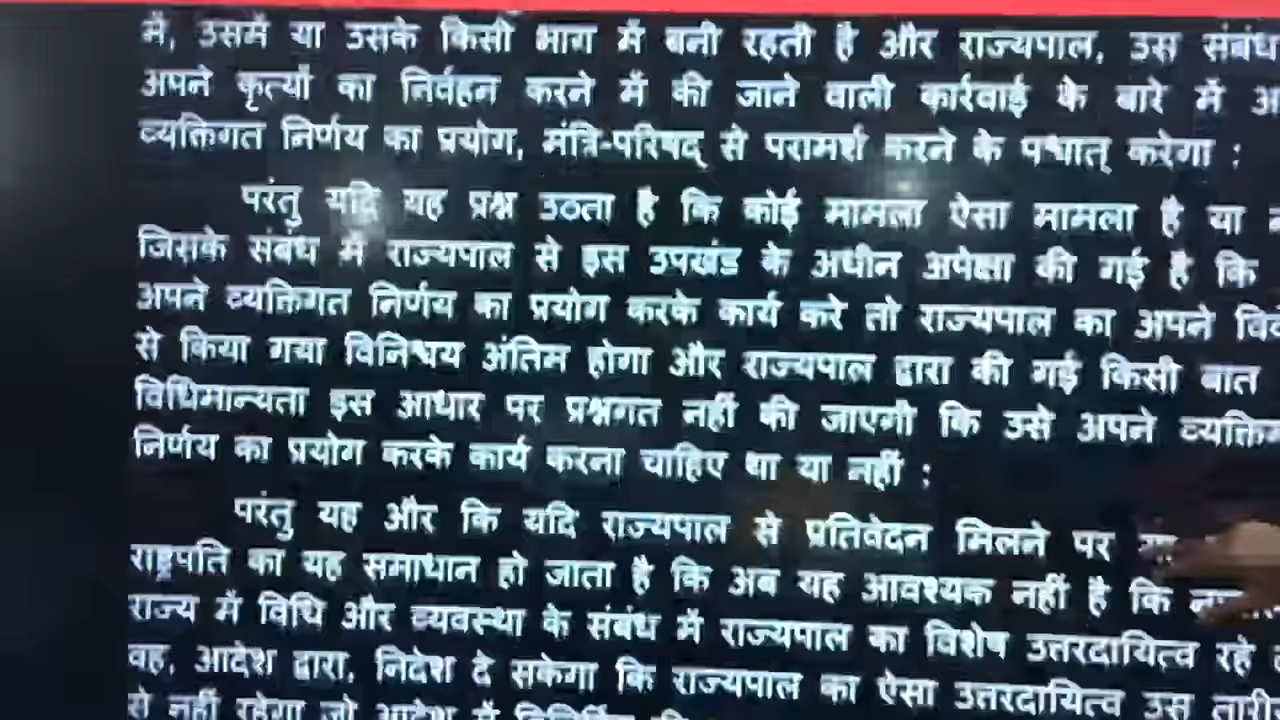 में, उसमें या उसके किसी भाग में बनी रहती है और राज्यपाल, उस संबंध
अपने कृत्यों का निर्वहन करने में की जाने वाली कार्रवाई के बारे में
व्यक्तिगत निर्णय का प्रयोग, मंत्रि-परिषद् से परामर्श करने के पश्चात् करेगा :
परंतु यदि यह प्रश्न उठता है कि कोई मामला ऐसा मामला है या
जिसके संबंध में राज्यपाल से इस उपखंड के अधीन अपेक्षा की गई है कि
अपने व्यक्तिगत निर्णय का प्रयोग करके कार्य करे तो राज्यपाल का अपने
से किया गया विनिश्चय अंतिम होगा और राज्यपाल द्वारा की गई किसी बात
विधिमान्यता इस आधार पर प्रश्नगत नहीं की जाएगी कि उसे अपने
निर्णय का प्रयोग करके कार्य करना चाहिए था या नहीं :
परंतु यह और कि यदि राज्यपाल से प्रतिवेदन मिलने पर
राष्ट्रपति का यह समाधान हो जाता है कि अब यह आवश्यक नहीं है कि
राज्य में विधि और व्यवस्था के संबंध में राज्यपाल का विशेष उत्तरदायित्व रहे
वह, आदेश द्वारा, निदेश दे सकेगा कि राज्यपाल का ऐसा उत्तरदायित्व उस
से नहीं रहेगा जो आदेश में